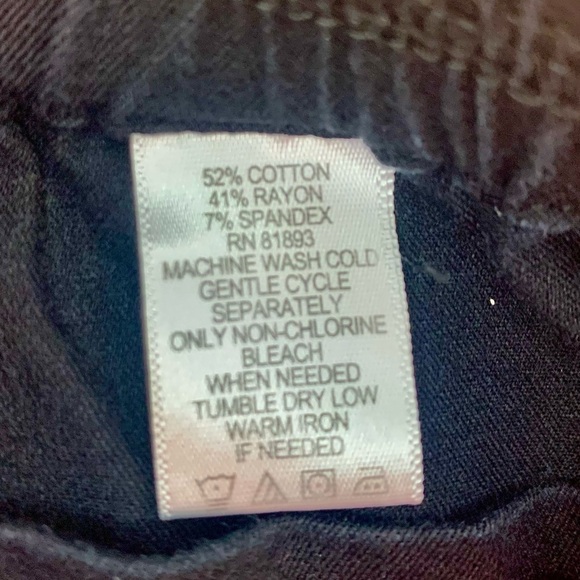 52% COTTON
41% RAYON
7% SPANDEX
RN 81893
MACHINE WASH COLD
GENTLE CYCLE
SEPARATELY
ONLY NON-CHLORINE
BLEACH
WHEN NEEDED
TUMBLE DRY LOW
WARM IRON
IF NEEDED